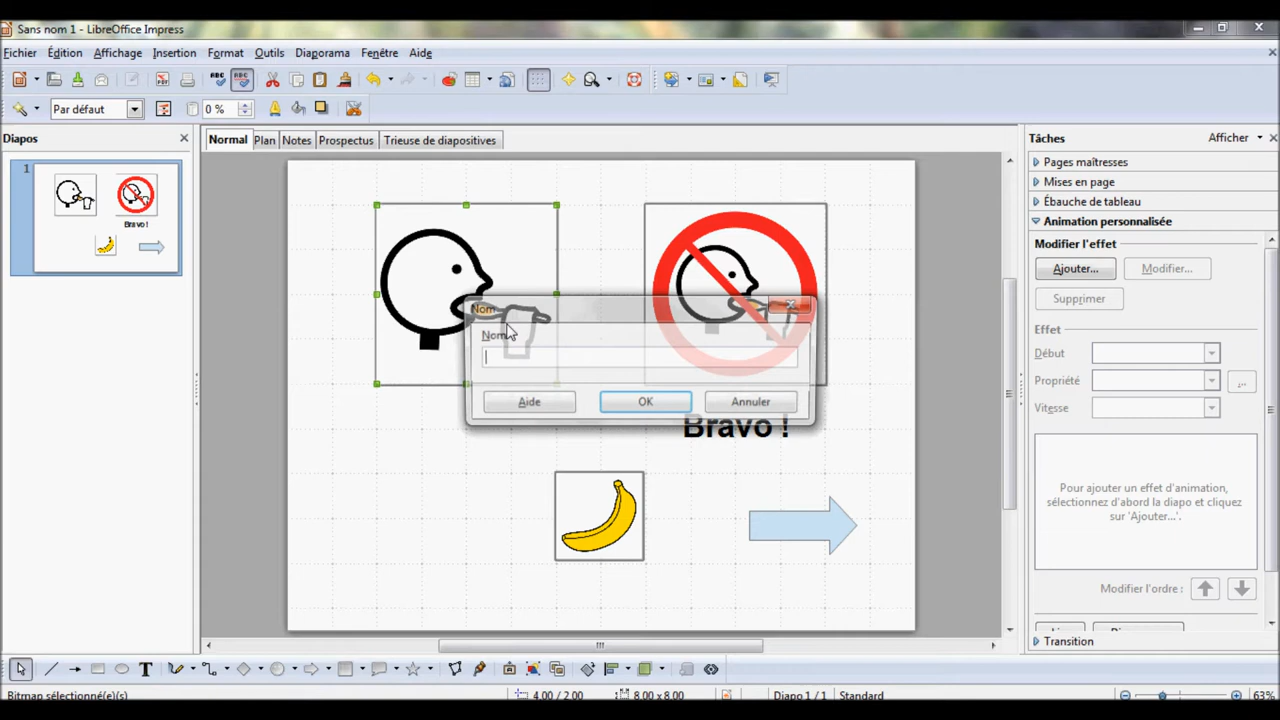 Sans nom 1 - LibreOffice Impress
Fichier Édition Affichage Insertion Format Outils Diaporama Fenêtre Aide
Par défaut 0 %
Diapos
Normal Plan Notes Prospectus Trieuse de diapositives
Tâches Afficher
1
Bravo !
Pages maîtresses
Mises en page
Ébauche de tableau
Animation personnalisée
Modifier l'effet
Ajouter... Modifier...
Supprimer
Effet
Début
Propriété ...
Vitesse
Pour ajouter un effet d'animation,
sélectionnez d'abord la diapo et cliquez
sur 'Ajouter...'.
Modifier l'ordre :
Transition
Nom
Nom
Aide OK Annuler
Bravo !
Bitmap sélectionné(e)(s) 4.00 / 2.00 8.00 x 8.00 Diapo 1 / 1 Standard 63%